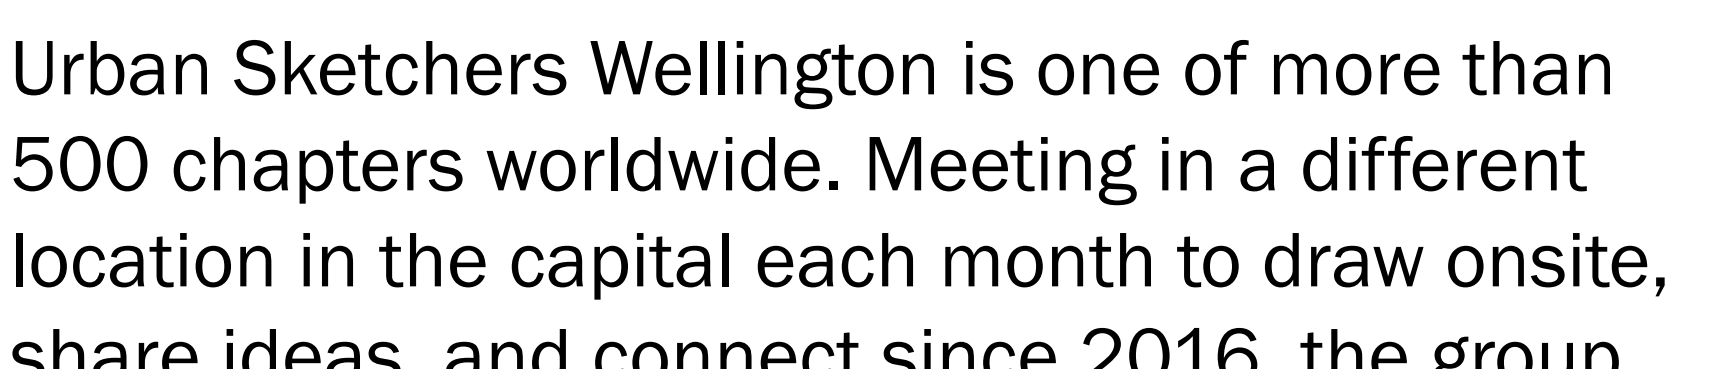 Urban Sketchers Wellington is one of more than
500 chapters worldwide. Meeting in a different
location in the capital each month to draw onsite,
share ideas, and connect since 2016, the group